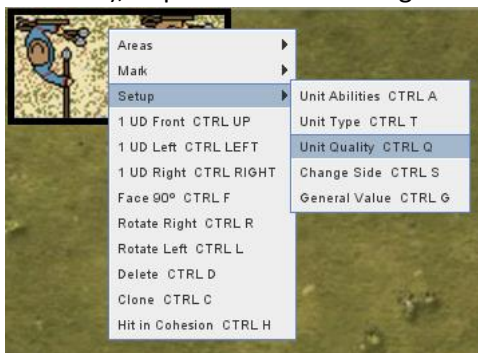 Areas
Mark
Setup
1 UD Front CTRL UP
1 UD Left CTRL LEFT
1 UD Right CTRL RIGHT
Face 90º CTRL F
Rotate Right CTRL R
Rotate Left CTRL L
Delete CTRL D
Clone CTRL C
Hit in Cohesion CTRL H
Unit Abilities CTRL A
Unit Type CTRL T
Unit Quality CTRL Q
Change Side CTRL S
General Value CTRL G